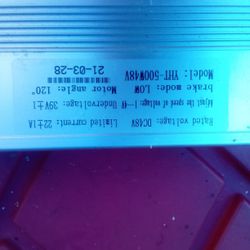 Rated voltage: DC48V Limited current: 22±1A
Adjust the speed of voltage: 1-4V Undervoltage: 39V±1
brake mode: LOW Motor angle: 120°
Model: YHT-500W48V
21-03-28